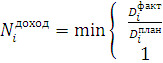 N_i^доход = min { D_i^факт / D_i^план
1